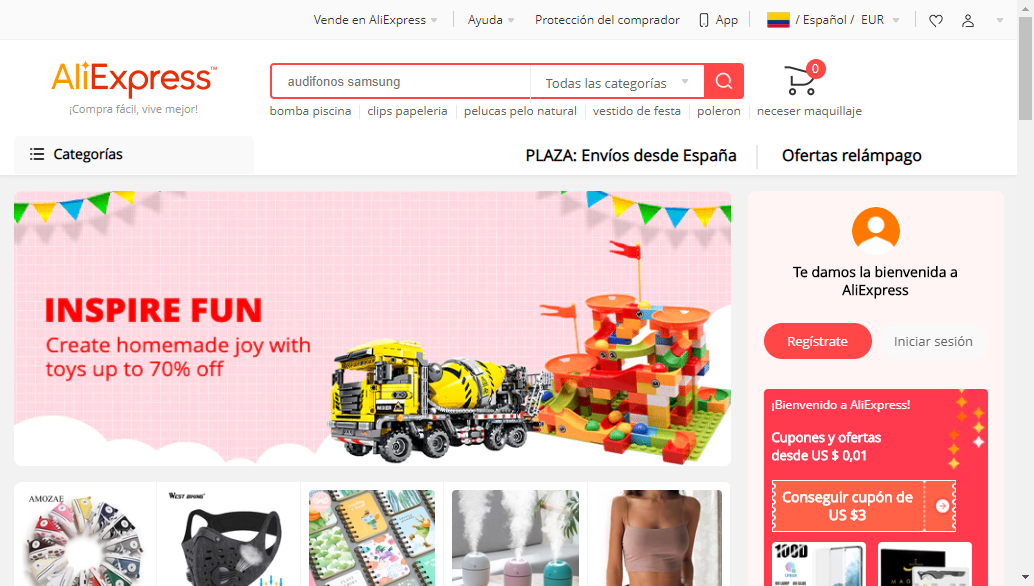 Vende en AliExpress
Ayuda
Protección del comprador
App
/ Español / EUR
AliExpress™
¡Compra fácil, vive mejor!
audifonos samsung
Todas las categorías
0
bomba piscina
clips papeleria
pelucas pelo natural
vestido de festa
poleron
neceser maquillaje
Categorías
PLAZA: Envíos desde España
Ofertas relámpago
INSPIRE FUN
Create homemade joy with
toys up to 70% off
Te damos la bienvenida a
AliExpress
Regístrate
Iniciar sesión
¡Bienvenido a AliExpress!
Cupones y ofertas
desde US $ 0,01
Conseguir cupón de
US $3
AMOZAE
WEST BIKING
100D